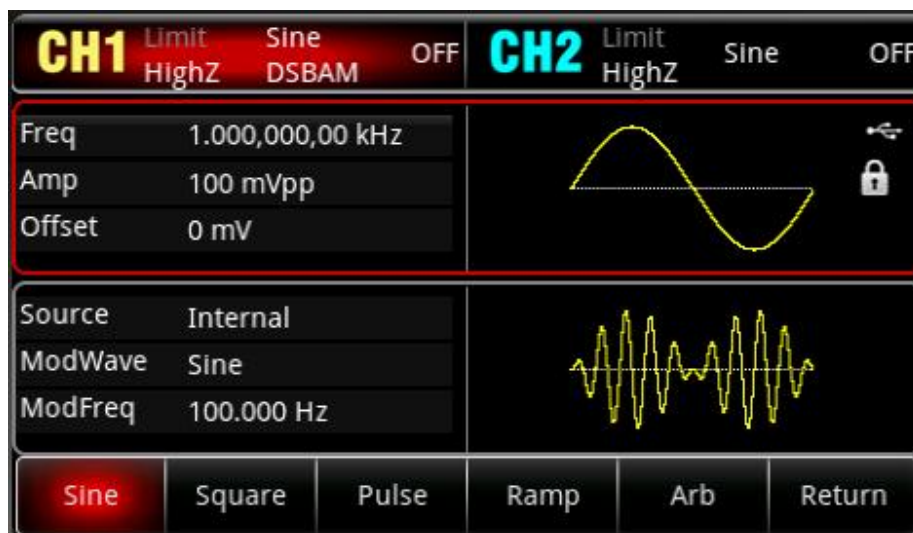 CH1 Limit HighZ Sine DSBAM OFF CH2 Limit HighZ Sine OFF
Freq 1.000,000,00 kHz
Amp 100 mVpp
Offset 0 mV
Source Internal
ModWave Sine
ModFreq 100.000 Hz
Sine Square Pulse Ramp Arb Return